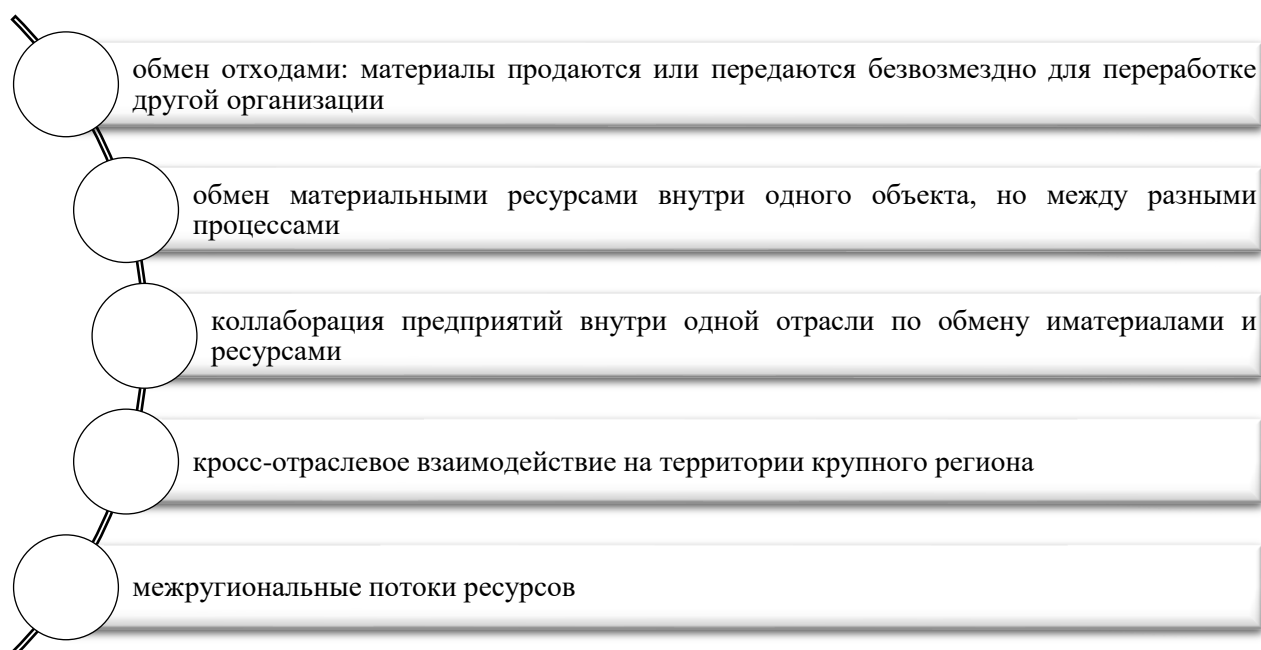 обмен отходами: материалы продаются или передаются безвозмездно для переработке
другой организации
обмен материальными ресурсами внутри одного объекта, но между разными
процессами
коллаборация предприятий внутри одной отрасли по обмену иматериалами и
ресурсами
кросс-отраслевое взаимодействие на территории крупного региона
межругиональные потоки ресурсов